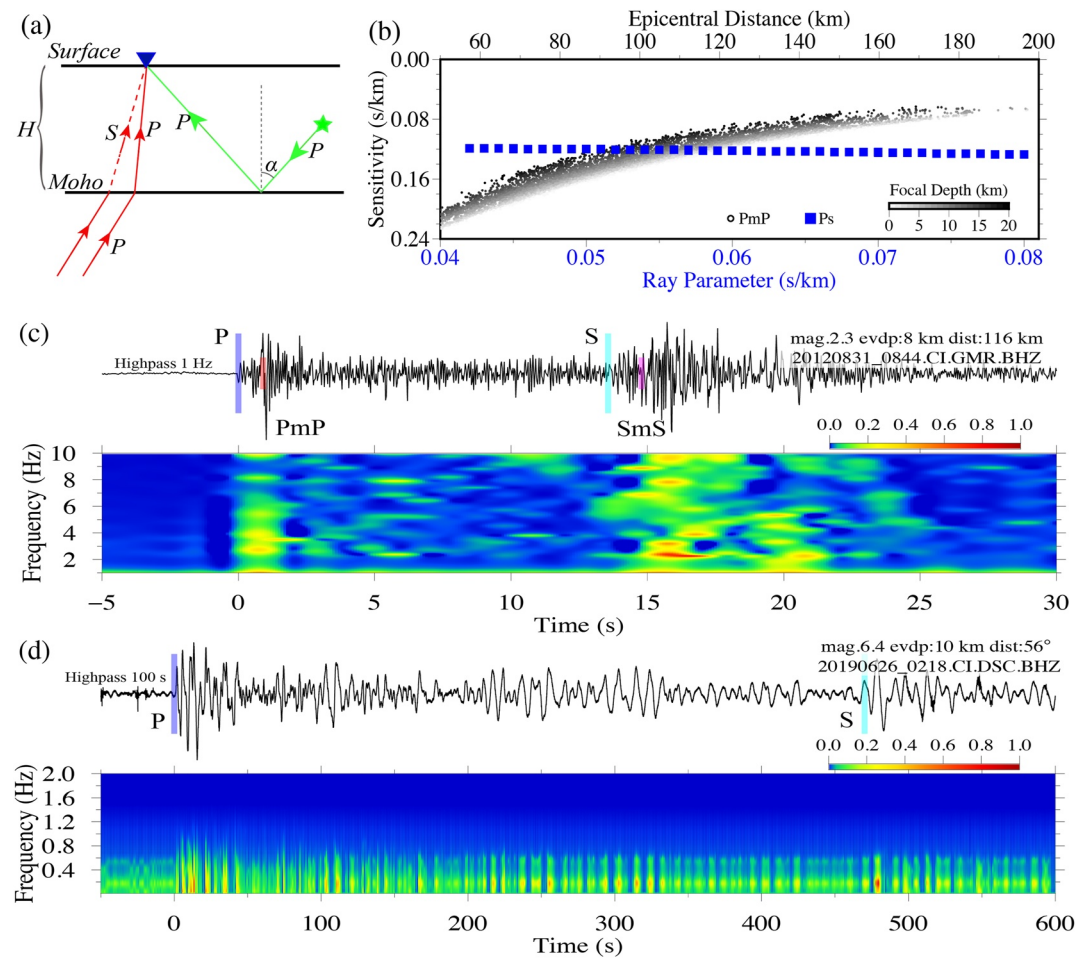 (a)
Surface
H
S
P
P
P
P
α
Moho
(b)
Epicentral Distance (km)
60 80 100 120 140 160 180 200
Sensitivity (s/km)
0.00
0.08
0.16
0.24
Focal Depth (km)
0 5 10 15 20
PmP Ps
0.04 0.05 0.06 0.07 0.08
Ray Parameter (s/km)
(c)
P
S
mag.2.3 evdp:8 km dist:116 km
Highpass 1 Hz
20120831_0844.CI.GMR.BHZ
PmP
SmS
0.0 0.2 0.4 0.6 0.8 1.0
Frequency (Hz)
10
8
6
4
2
−5 0 5 10 15 20 25 30
Time (s)
(d)
mag.6.4 evdp:10 km dist:56°
Highpass 100 s
20190626_0218.CI.DSC.BHZ
P
S
0.0 0.2 0.4 0.6 0.8 1.0
Frequency (Hz)
2.0
1.6
1.2
0.8
0.4
0 100 200 300 400 500 600
Time (s)